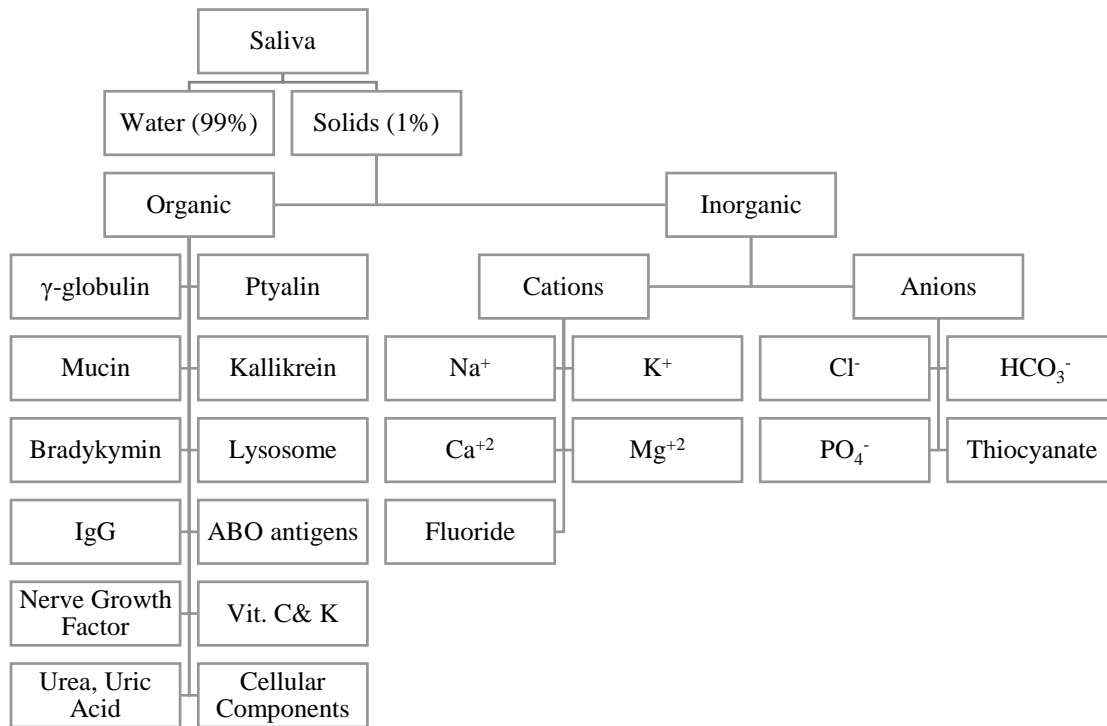 Saliva
Water (99%)
Solids (1%)
Organic
Inorganic
γ-globulin
Ptyalin
Cations
Anions
Mucin
Kallikrein
Na⁺
K⁺
Cl⁻
HCO₃⁻
Bradykymin
Lysosome
Ca⁺²
Mg⁺²
PO₄⁻
Thiocyanate
IgG
ABO antigens
Fluoride
Nerve Growth
Factor
Vit. C& K
Urea, Uric
Acid
Cellular
Components